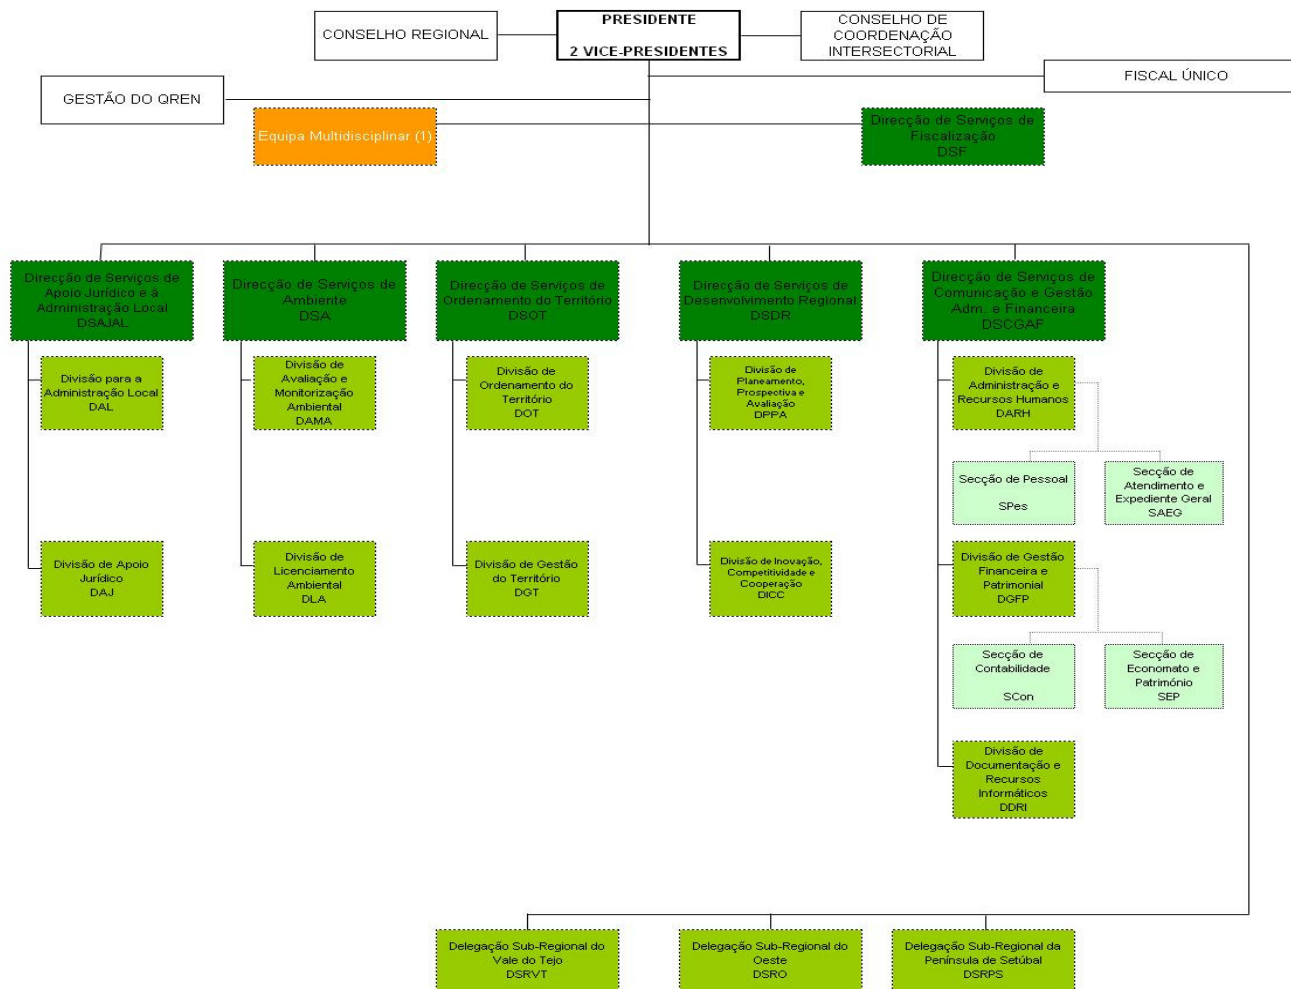 CONSELHO REGIONAL
PRESIDENTE
2 VICE-PRESIDENTES
CONSELHO DE
COORDENAÇÃO
INTERSECTORIAL
FISCAL ÚNICO
GESTÃO DO QREN
Equipa Multidisciplinar (1)
Direcção de Serviços de
Fiscalização
DSF
Direcção de Serviços de
Apoio Jurídico e à
Administração Local
DSAJAL
Direcção de Serviços de
Ambiente
DSA
Direcção de Serviços de
Ordenamento do Território
DSOT
Direcção de Serviços de
Desenvolvimento Regional
DSDR
Direcção de Serviços de
Comunicação e Gestão
Adm. e Financeira
DSCGAF
Divisão para a
Administração Local
DAL
Divisão de
Avaliação e
Monitorização
Ambiental
DAMA
Divisão de
Ordenamento do
Território
DOT
Divisão de
Planeamento,
Prospectiva e
Avaliação
DPPA
Divisão de
Administração e
Recursos Humanos
DARH
Secção de Pessoal
SPes
Secção de
Atendimento e
Expediente Geral
SAEG
Divisão de Apoio
Jurídico
DAJ
Divisão de
Licenciamento
Ambiental
DLA
Divisão de Gestão
do Território
DGT
Divisão de Inovação,
Competitividade e
Cooperação
DICC
Divisão de Gestão
Financeira e
Patrimonial
DGFP
Secção de
Contabilidade
SCon
Secção de
Economato e
Património
SEP
Divisão de
Documentação e
Recursos
Informáticos
DDRI
Delegação Sub-Regional do
Vale do Tejo
DSRVT
Delegação Sub-Regional do
Oeste
DSRO
Delegação Sub-Regional da
Península de Setúbal
DSRPS